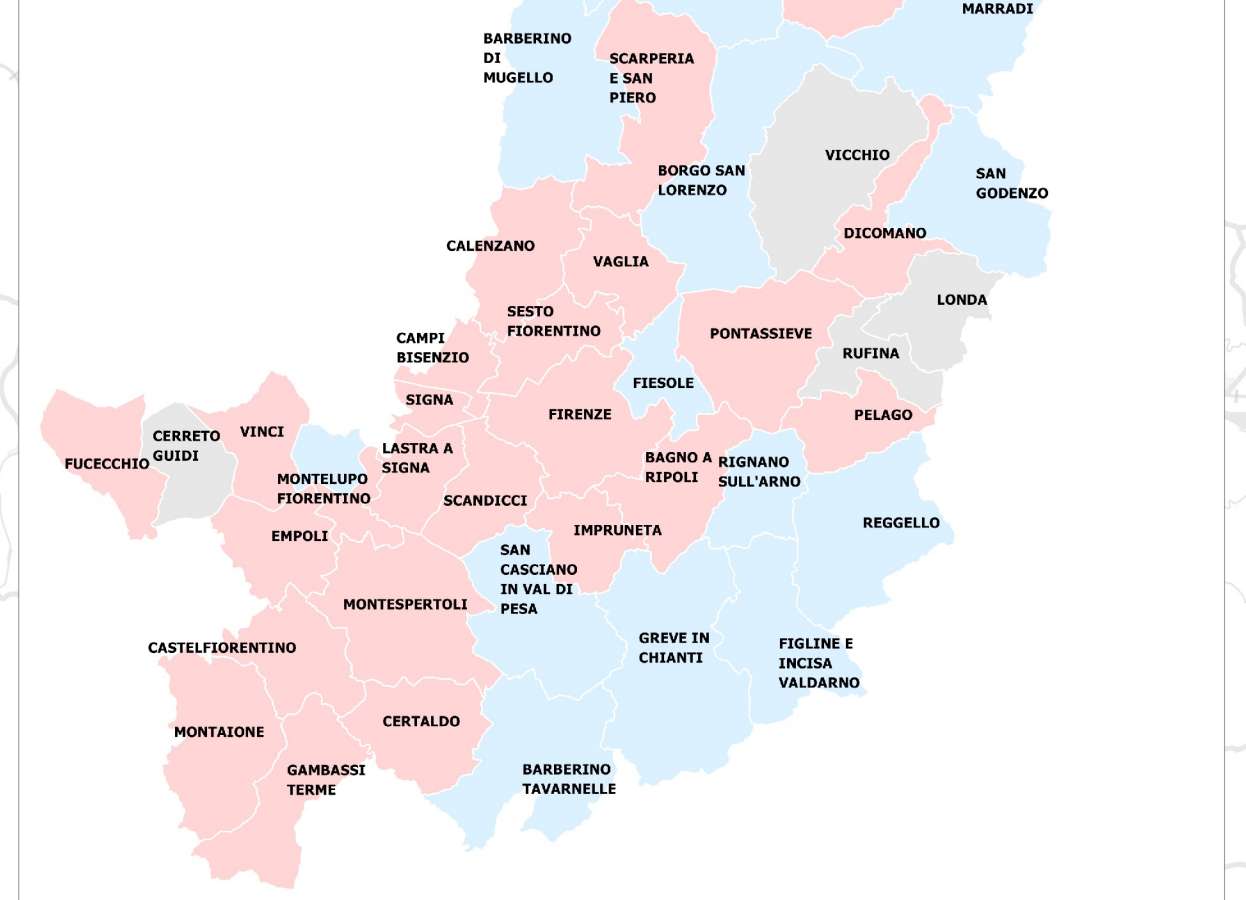 MARRADI
BARBERINO
DI
MUGELLO
SCARPERIA
E SAN
PIERO
VICCHIO
BORGO SAN
LORENZO
SAN
GODENZO
DICOMANO
CALENZANO
VAGLIA
LONDA
SESTO
FIORENTINO
PONTASSIEVE
CAMPI
BISENZIO
RUFINA
FIESOLE
SIGNA
FIRENZE
PELAGO
VINCI
CERRETO
GUIDI
FUCECCHIO
LASTRA A
SIGNA
BAGNO A
RIPOLI
RIGNANO
SULL'ARNO
MONTELUPO
FIORENTINO
SCANDICCI
REGGELLO
EMPOLI
IMPRUNETA
SAN
CASCIANO
IN VAL DI
PESA
MONTESPERTOLI
CASTELFIORENTINO
GREVE IN
CHIANTI
FIGLINE E
INCISA
VALDARNO
CERTALDO
MONTAIONE
GAMBASSI
TERME
BARBERINO
TAVARNELLE